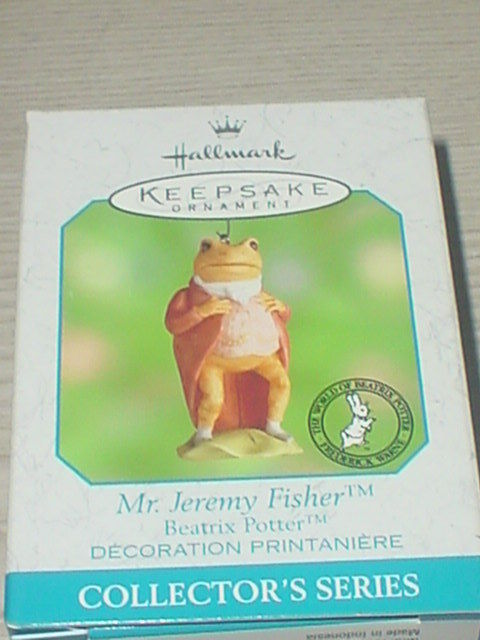 Hallmark
KEEPSAKE
ORNAMENT
THE WORLD OF BEATRIX POTTER
FREDERICK WARNE
Mr. Jeremy Fisher™
Beatrix Potter™
DÉCORATION PRINTANIÈRE
COLLECTOR'S SERIES
Made in Indonesia